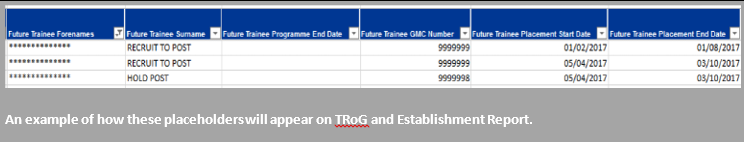 Future Trainee Forenames Future Trainee Surname Future Trainee Programme End Date Future Trainee GMC Number Future Trainee Placement Start Date Future Trainee Placement End Date
************** RECRUIT TO POST 9999999 01/02/2017 01/08/2017
************** RECRUIT TO POST 9999999 05/04/2017 03/10/2017
************** HOLD POST 9999998 05/04/2017 03/10/2017
An example of how these placeholders will appear on TRoG and Establishment Report.